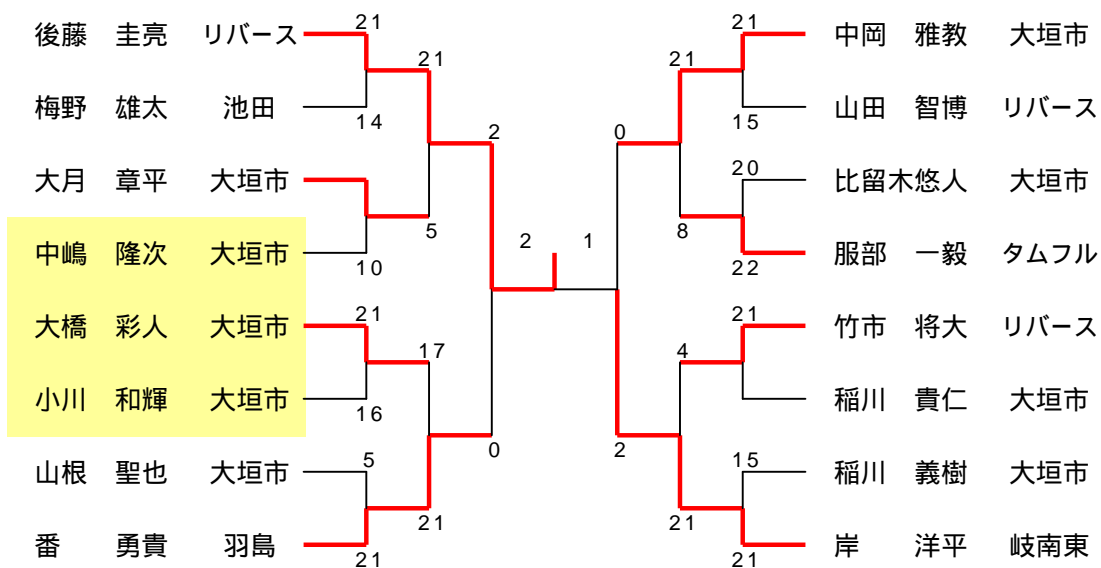 後藤 圭亮 リバース 21 21 中岡 雅教 大垣市
21 21
梅野 雄太 池田 14 15 山田 智博 リバース
2 0
大月 章平 大垣市 20 比留木悠人 大垣市
5 2 1 8
中嶋 隆次 大垣市 10 22 服部 一毅 タムフル
大橋 彩人 大垣市 21 21 竹市 将大 リバース
17 4
小川 和輝 大垣市 16 稲川 貴仁 大垣市
0 2
山根 聖也 大垣市 5 15 稲川 義樹 大垣市
21 21
番 勇貴 羽島 21 21 岸 洋平 岐南東